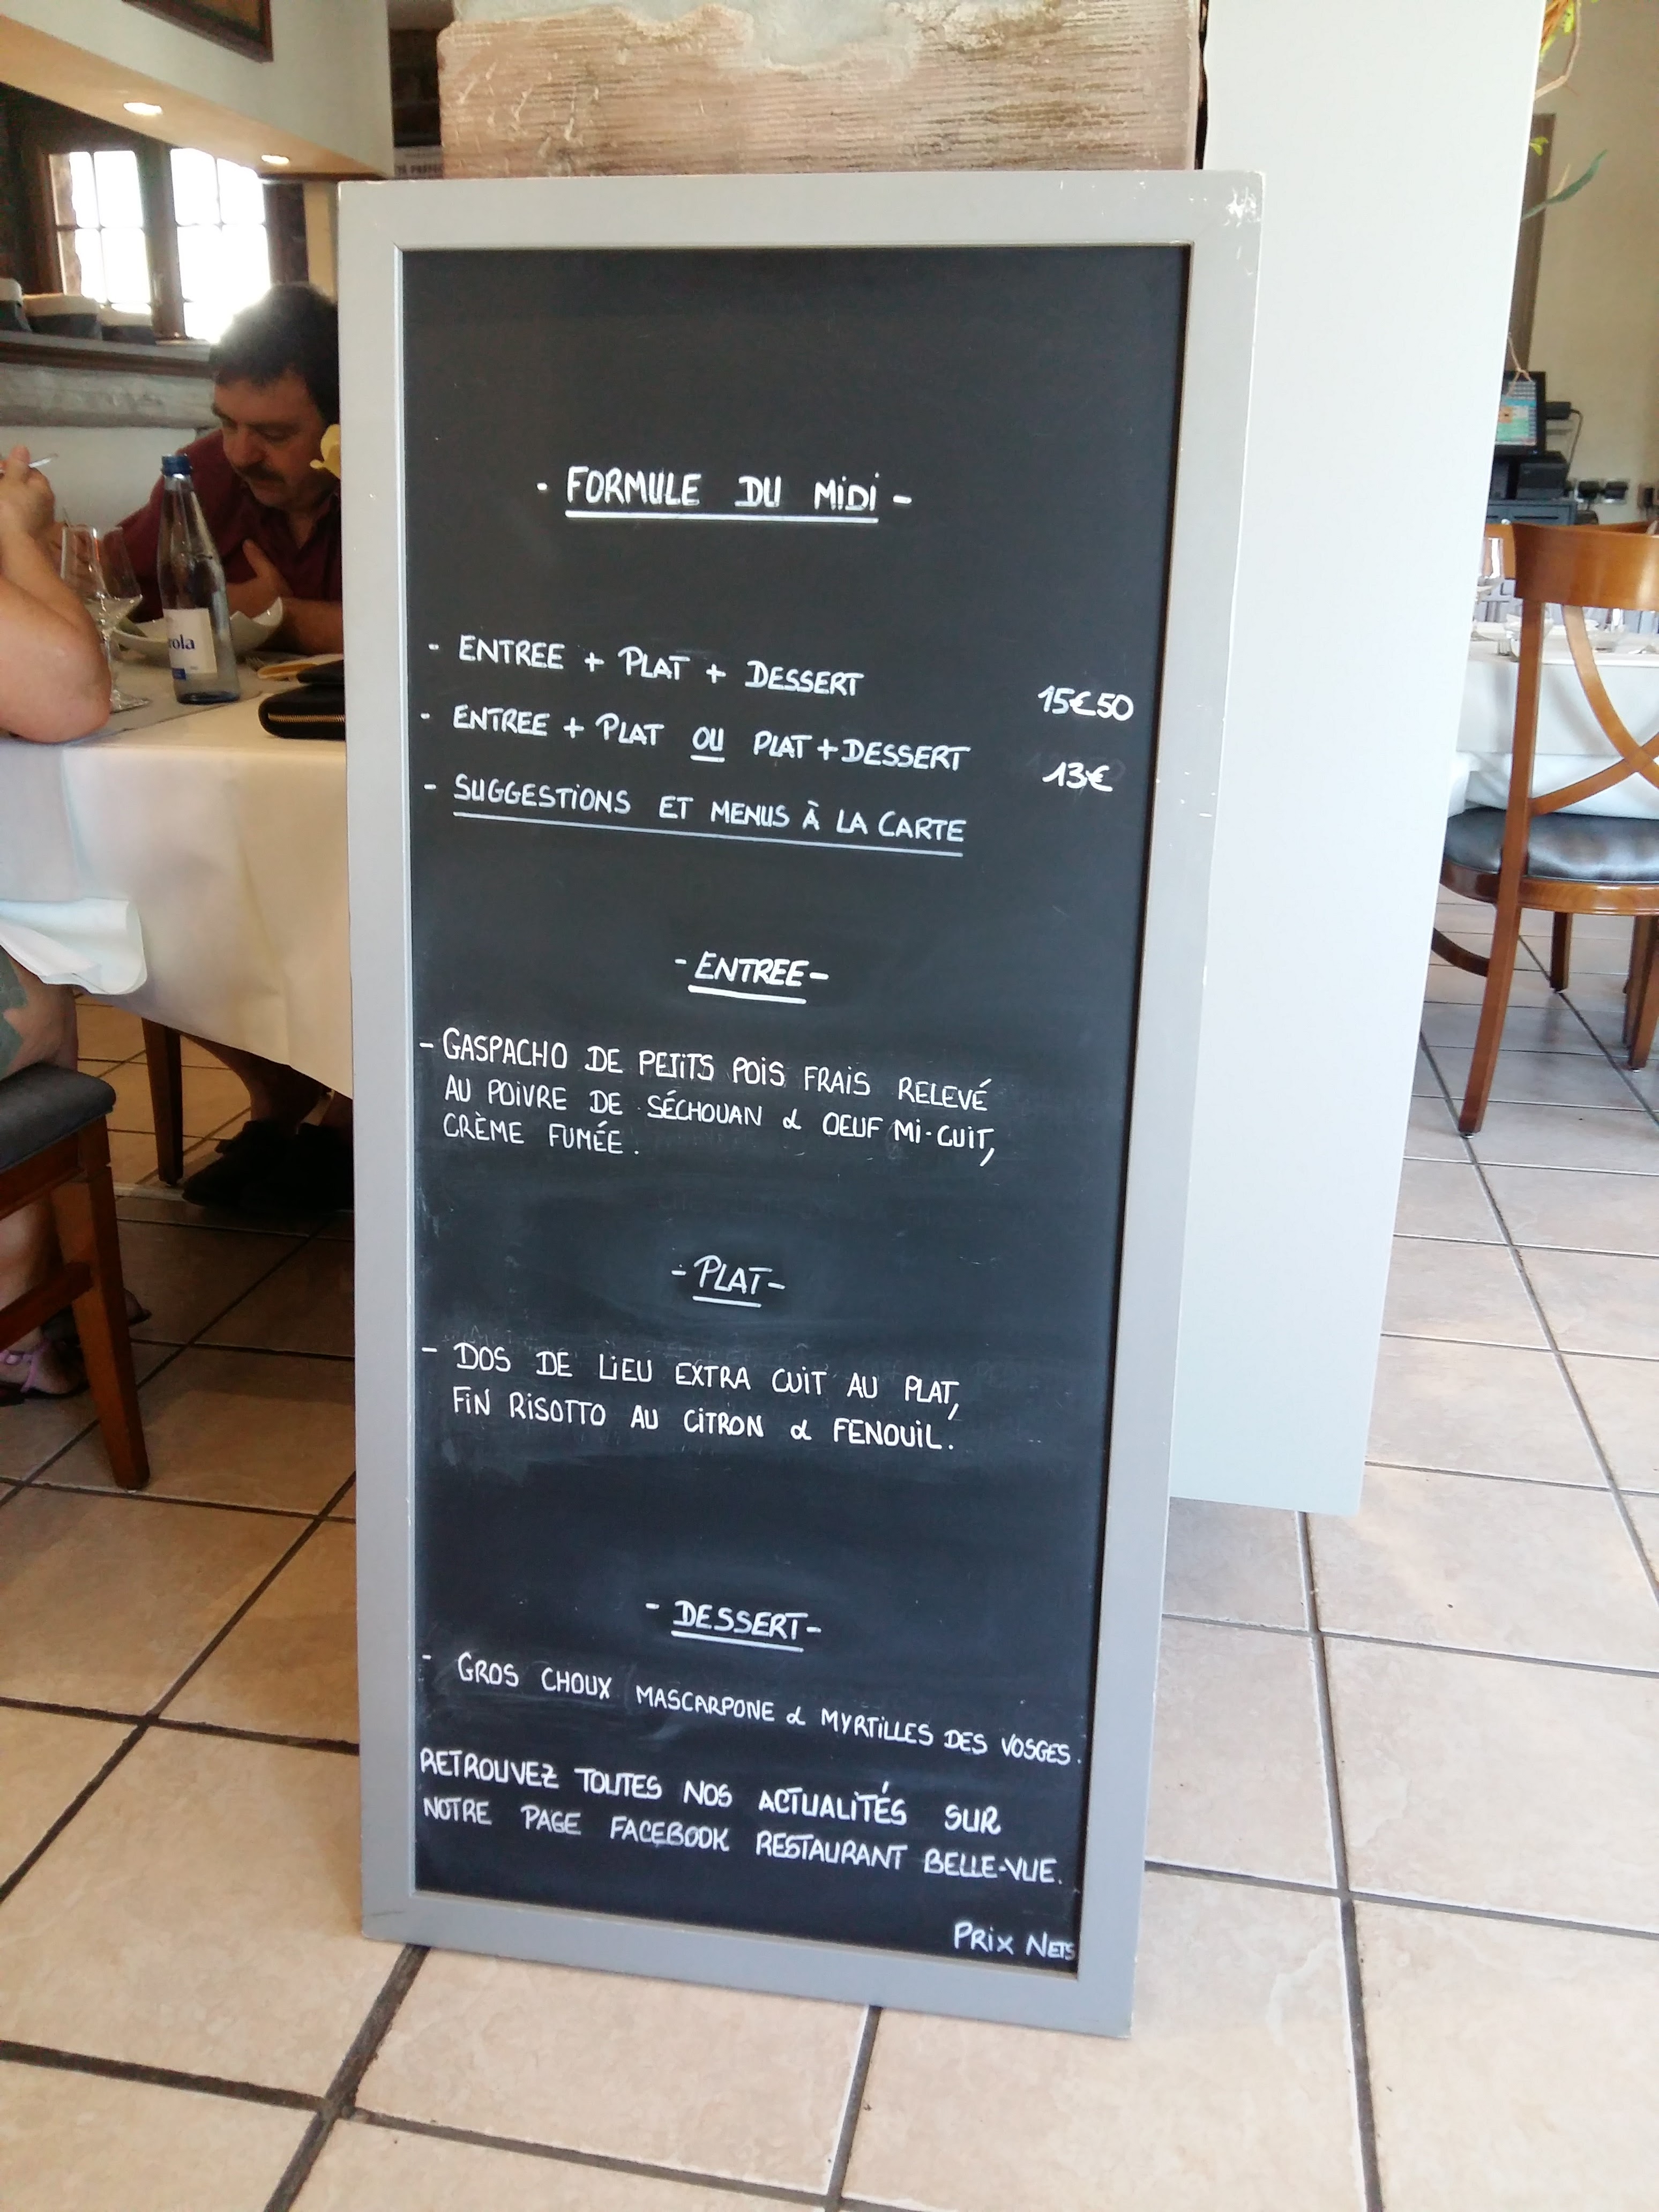 - FORMULE DU MiDi -
- ENTREE + PLAT + DESSERT 15€50
- ENTREE + PLAT OU PLAT + DESSERT 13€
- SUGGESTiONS ET MENUS À LA CARTE
- ENTREE -
- GASPACHO DE PETiTS POiS FRAiS RELEVÉ
AU POiVRE DE SÉCHOUAN & OEUF Mi-CUiT,
CRÈME FUMÉE.
- PLAT -
- DOS DE LiEU EXTRA CUiT AU PLAT,
FiN RiSOTTO AU CiTRON & FENOUiL.
- DESSERT -
- GROS CHOUX MASCARPONE & MYRTiLLES DES VOSGES.
RETROUVEZ TOUTES NOS ACTUALiTÉS SUR
NOTRE PAGE FACEBOOK RESTAURANT BELLE-VUE.
PRiX NETS
rola